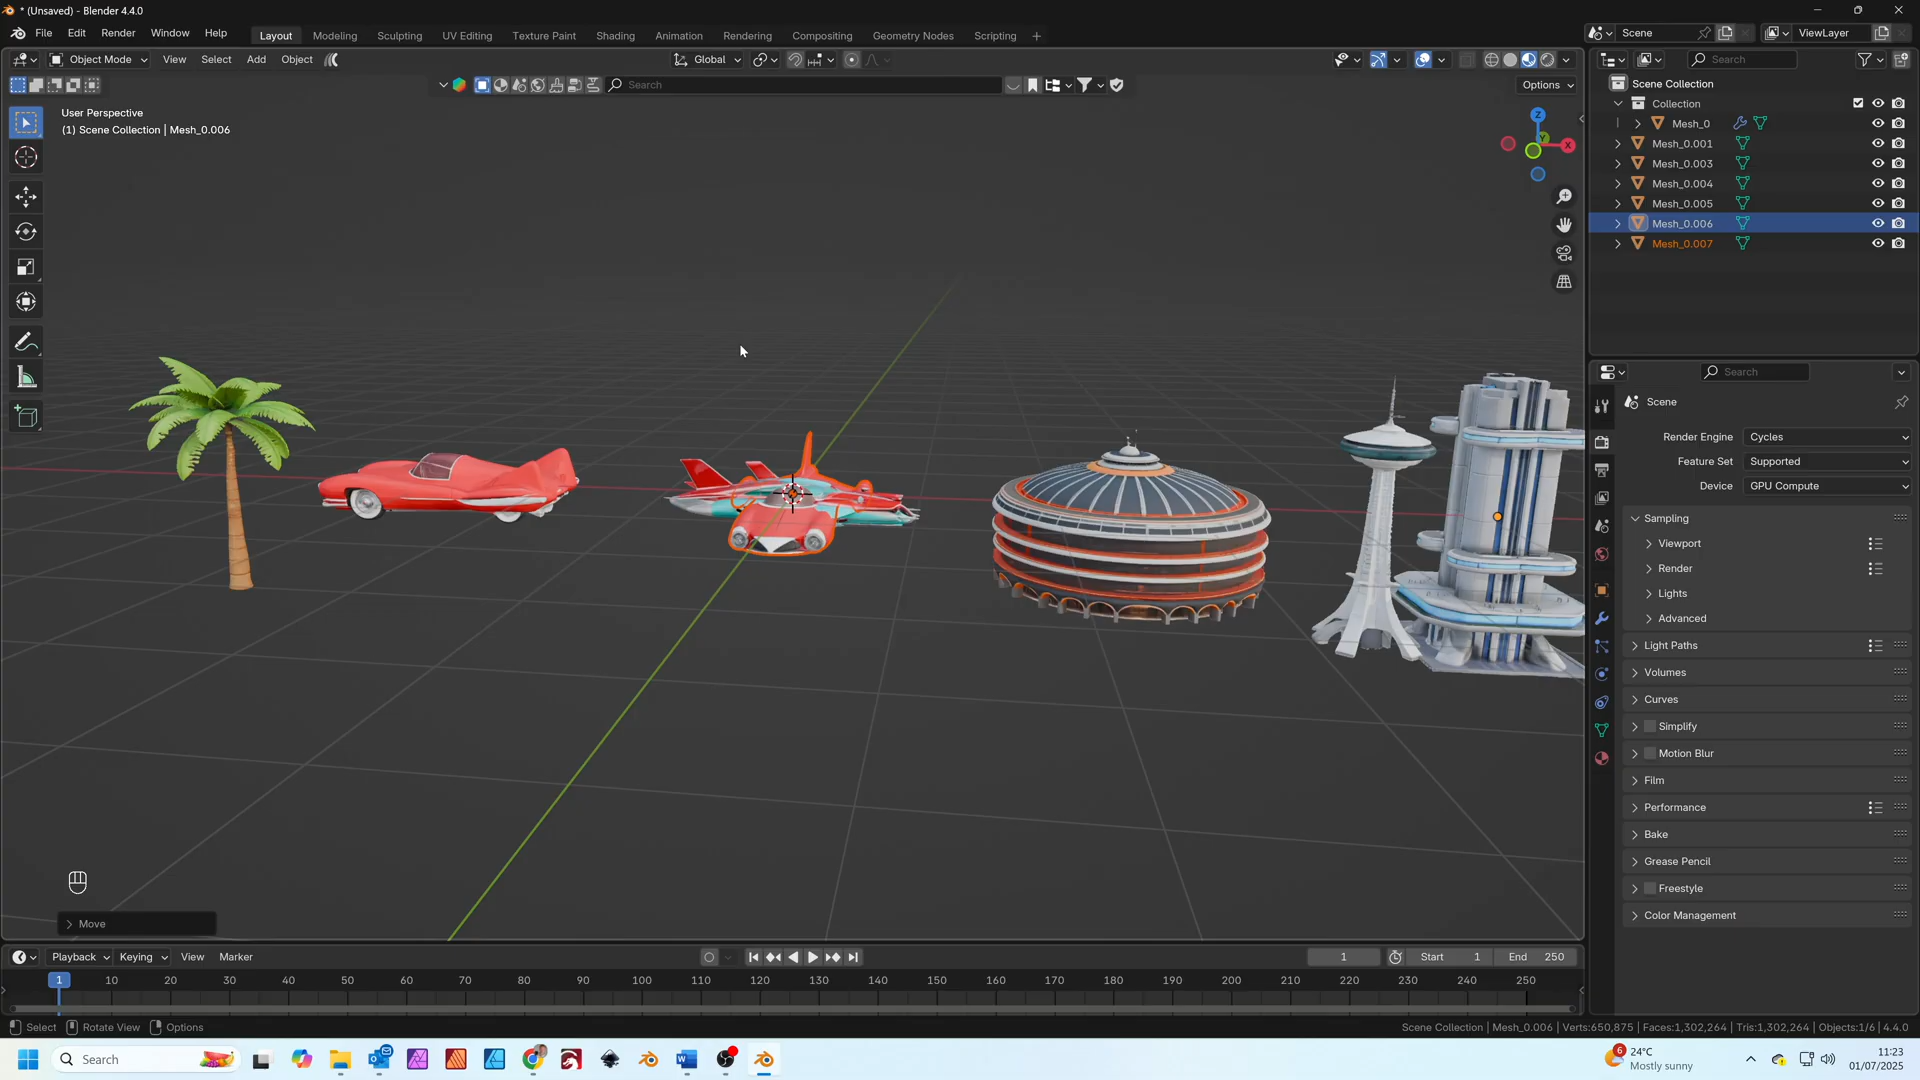 * (Unsaved) - Blender 4.4.0
File Edit Render Window Help
Layout Modeling Sculpting UV Editing Texture Paint Shading Animation Rendering Compositing Geometry Nodes Scripting +
Scene ViewLayer
Object Mode View Select Add Object
Global
Search
Search
Options
User Perspective
(1) Scene Collection | Mesh_0.006
Z
Y
X
Scene Collection
Collection
Mesh_0
Mesh_0.001
Mesh_0.003
Mesh_0.004
Mesh_0.005
Mesh_0.006
Mesh_0.007
Search
Scene
Render Engine Cycles
Feature Set Supported
Device GPU Compute
Sampling
Viewport
Render
Lights
Advanced
Light Paths
Volumes
Curves
Simplify
Motion Blur
Film
Performance
Bake
Grease Pencil
Freestyle
Color Management
Move
Playback Keying View Marker
1 Start 1 End 250
1 10 20 30 40 50 60 70 80 90 100 110 120 130 140 150 160 170 180 190 200 210 220 230 240 250
Select Rotate View Options
Scene Collection | Mesh_0.006 | Verts:650,875 | Faces:1,302,264 | Tris:1,302,264 | Objects:1/6 | 4.4.0
Search
6
24°C
Mostly sunny
11:23
01/07/2025